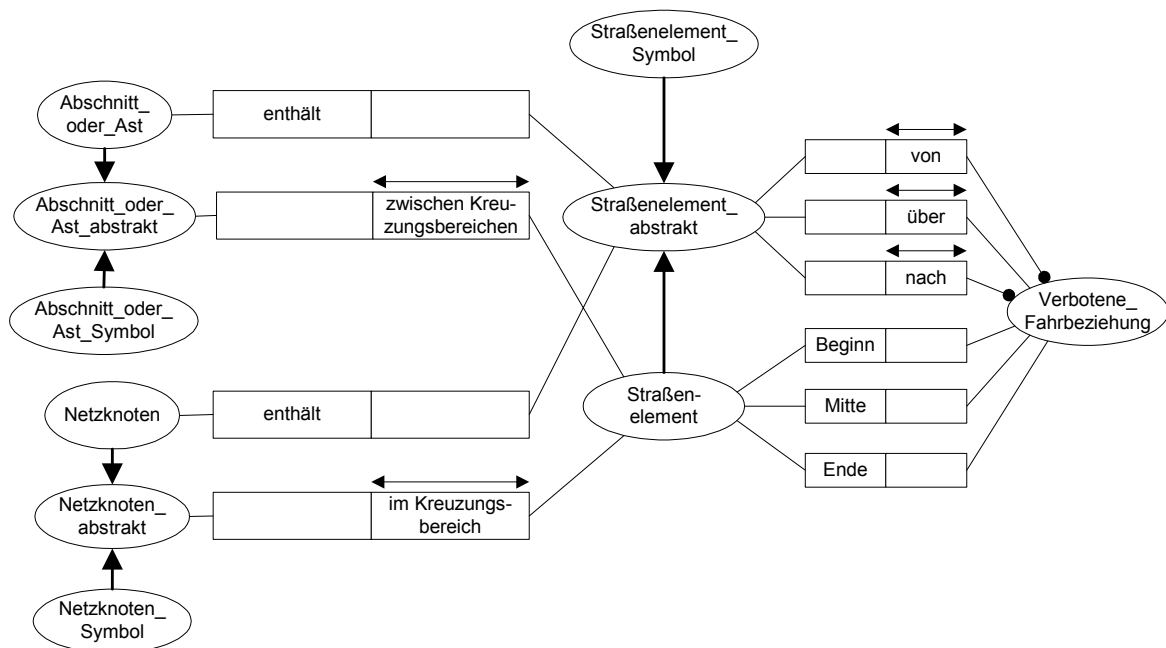 Straßenelement_
Symbol
Abschnitt_
oder_Ast
enthält
von
Abschnitt_oder_
Ast_abstrakt
zwischen Kreu-
zungsbereichen
Straßenelement_
abstrakt
über
nach
Abschnitt_oder_
Ast_Symbol
Verbotene_
Fahrbeziehung
Beginn
Netzknoten
enthält
Straßen-
element
Mitte
Ende
Netzknoten_
abstrakt
im Kreuzungs-
bereich
Netzknoten_
Symbol